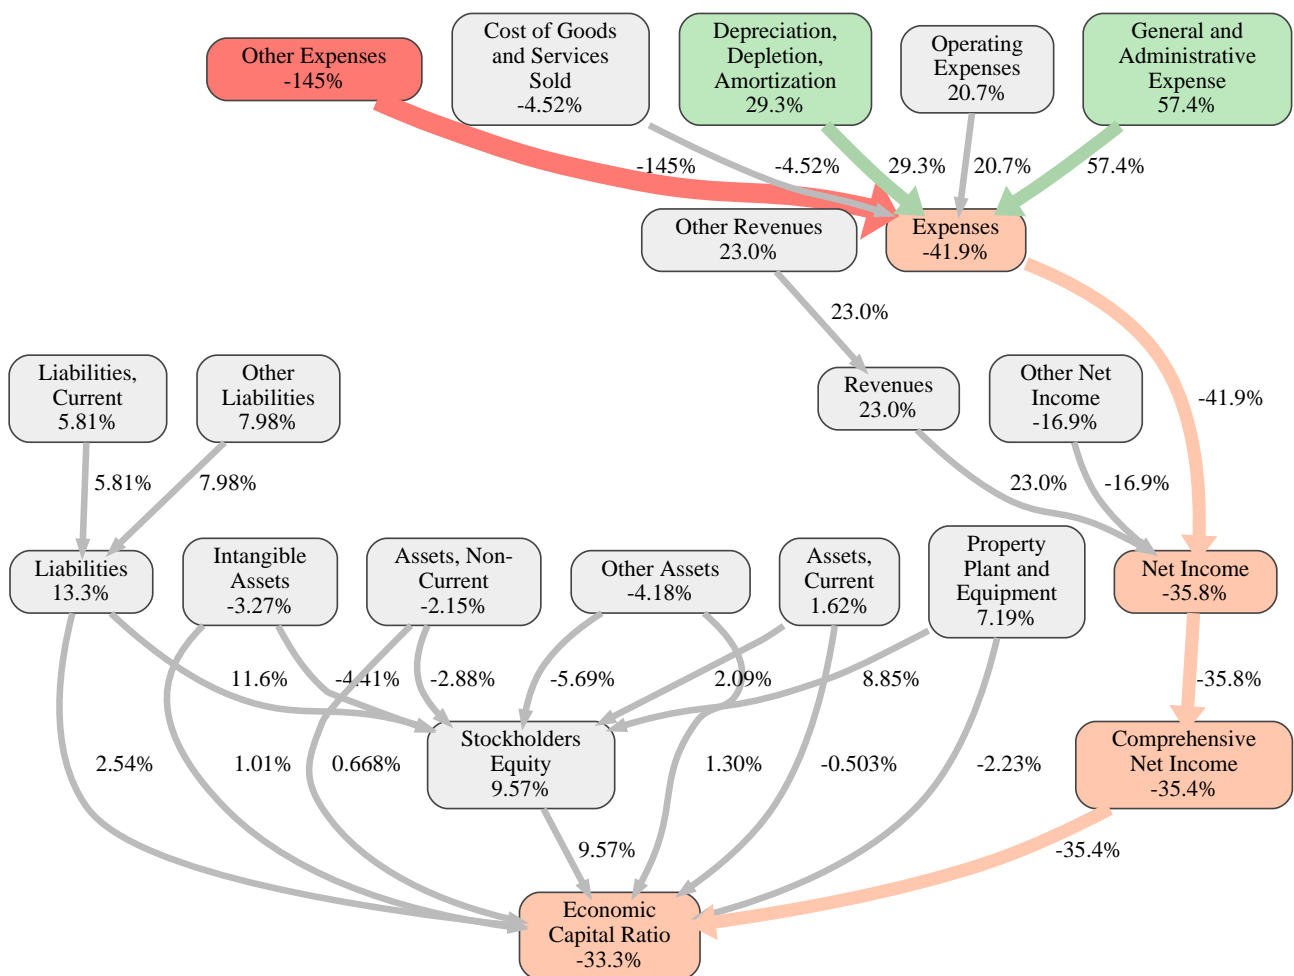 Other Expenses
-145%
Cost of Goods
and Services
Sold
-4.52%
Depreciation,
Depletion,
Amortization
29.3%
Operating
Expenses
20.7%
General and
Administrative
Expense
57.4%
-145%
-4.52%
29.3%
20.7%
57.4%
Other Revenues
23.0%
Expenses
-41.9%
23.0%
Liabilities,
Current
5.81%
Other
Liabilities
7.98%
Revenues
23.0%
Other Net
Income
-16.9%
-41.9%
5.81%
7.98%
23.0%
-16.9%
Liabilities
13.3%
Intangible
Assets
-3.27%
Assets, Non-
Current
-2.15%
Other Assets
-4.18%
Assets,
Current
1.62%
Property
Plant and
Equipment
7.19%
Net Income
-35.8%
11.6%
-4.41%
-2.88%
-5.69%
2.09%
8.85%
-35.8%
Stockholders
Equity
9.57%
Comprehensive
Net Income
-35.4%
2.54%
1.01%
0.668%
1.30%
-0.503%
-2.23%
9.57%
-35.4%
Economic
Capital Ratio
-33.3%